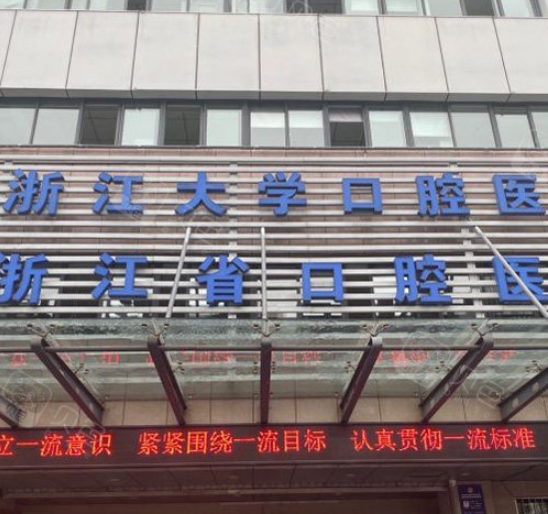 浙江大学口腔医
浙江省口腔医
立一流意识 紧紧围绕一流目标 认真贯彻一流标准